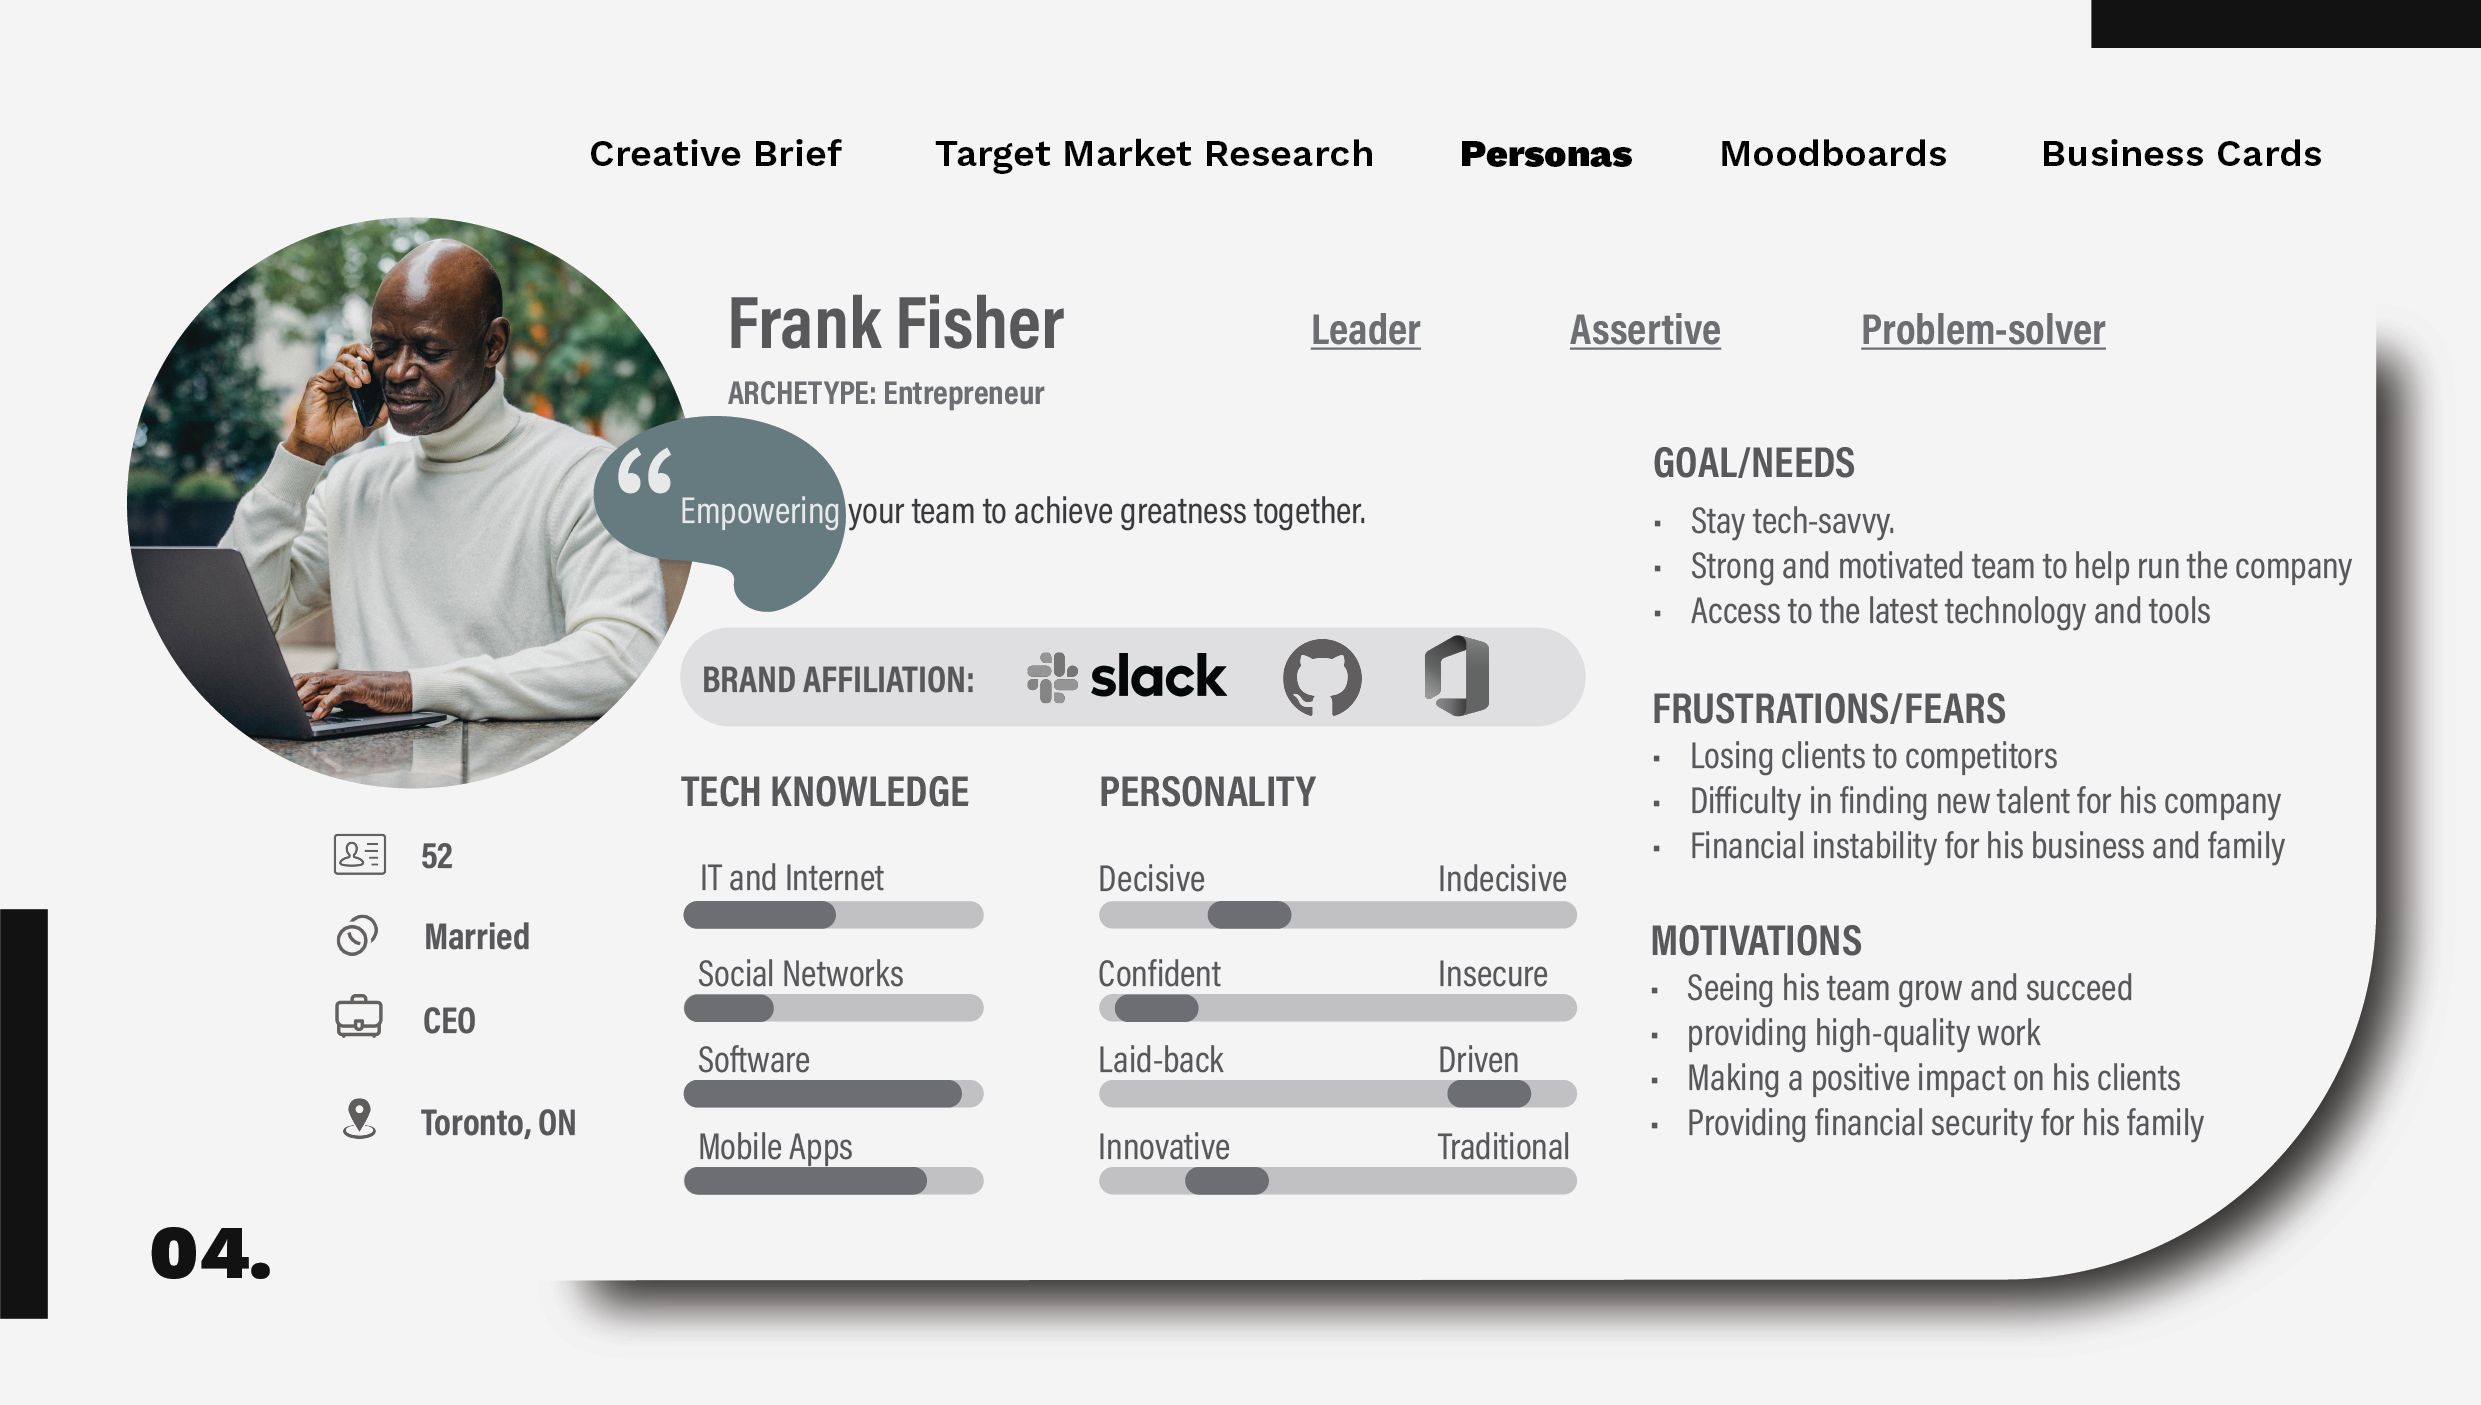 Creative Brief
Target Market Research
Personas
Moodboards
Business Cards
Frank Fisher
ARCHETYPE: Entrepreneur
Leader
Assertive
Problem-solver
“ Empowering your team to achieve greatness together.
BRAND AFFILIATION:
slack
52
Married
CEO
Toronto, ON
TECH KNOWLEDGE
IT and Internet
Social Networks
Software
Mobile Apps
PERSONALITY
Decisive Indecisive
Confident Insecure
Laid-back Driven
Innovative Traditional
GOAL/NEEDS
▪ Stay tech-savvy.
▪ Strong and motivated team to help run the company
▪ Access to the latest technology and tools
FRUSTRATIONS/FEARS
▪ Losing clients to competitors
▪ Difficulty in finding new talent for his company
▪ Financial instability for his business and family
MOTIVATIONS
▪ Seeing his team grow and succeed
▪ providing high-quality work
▪ Making a positive impact on his clients
▪ Providing financial security for his family
04.